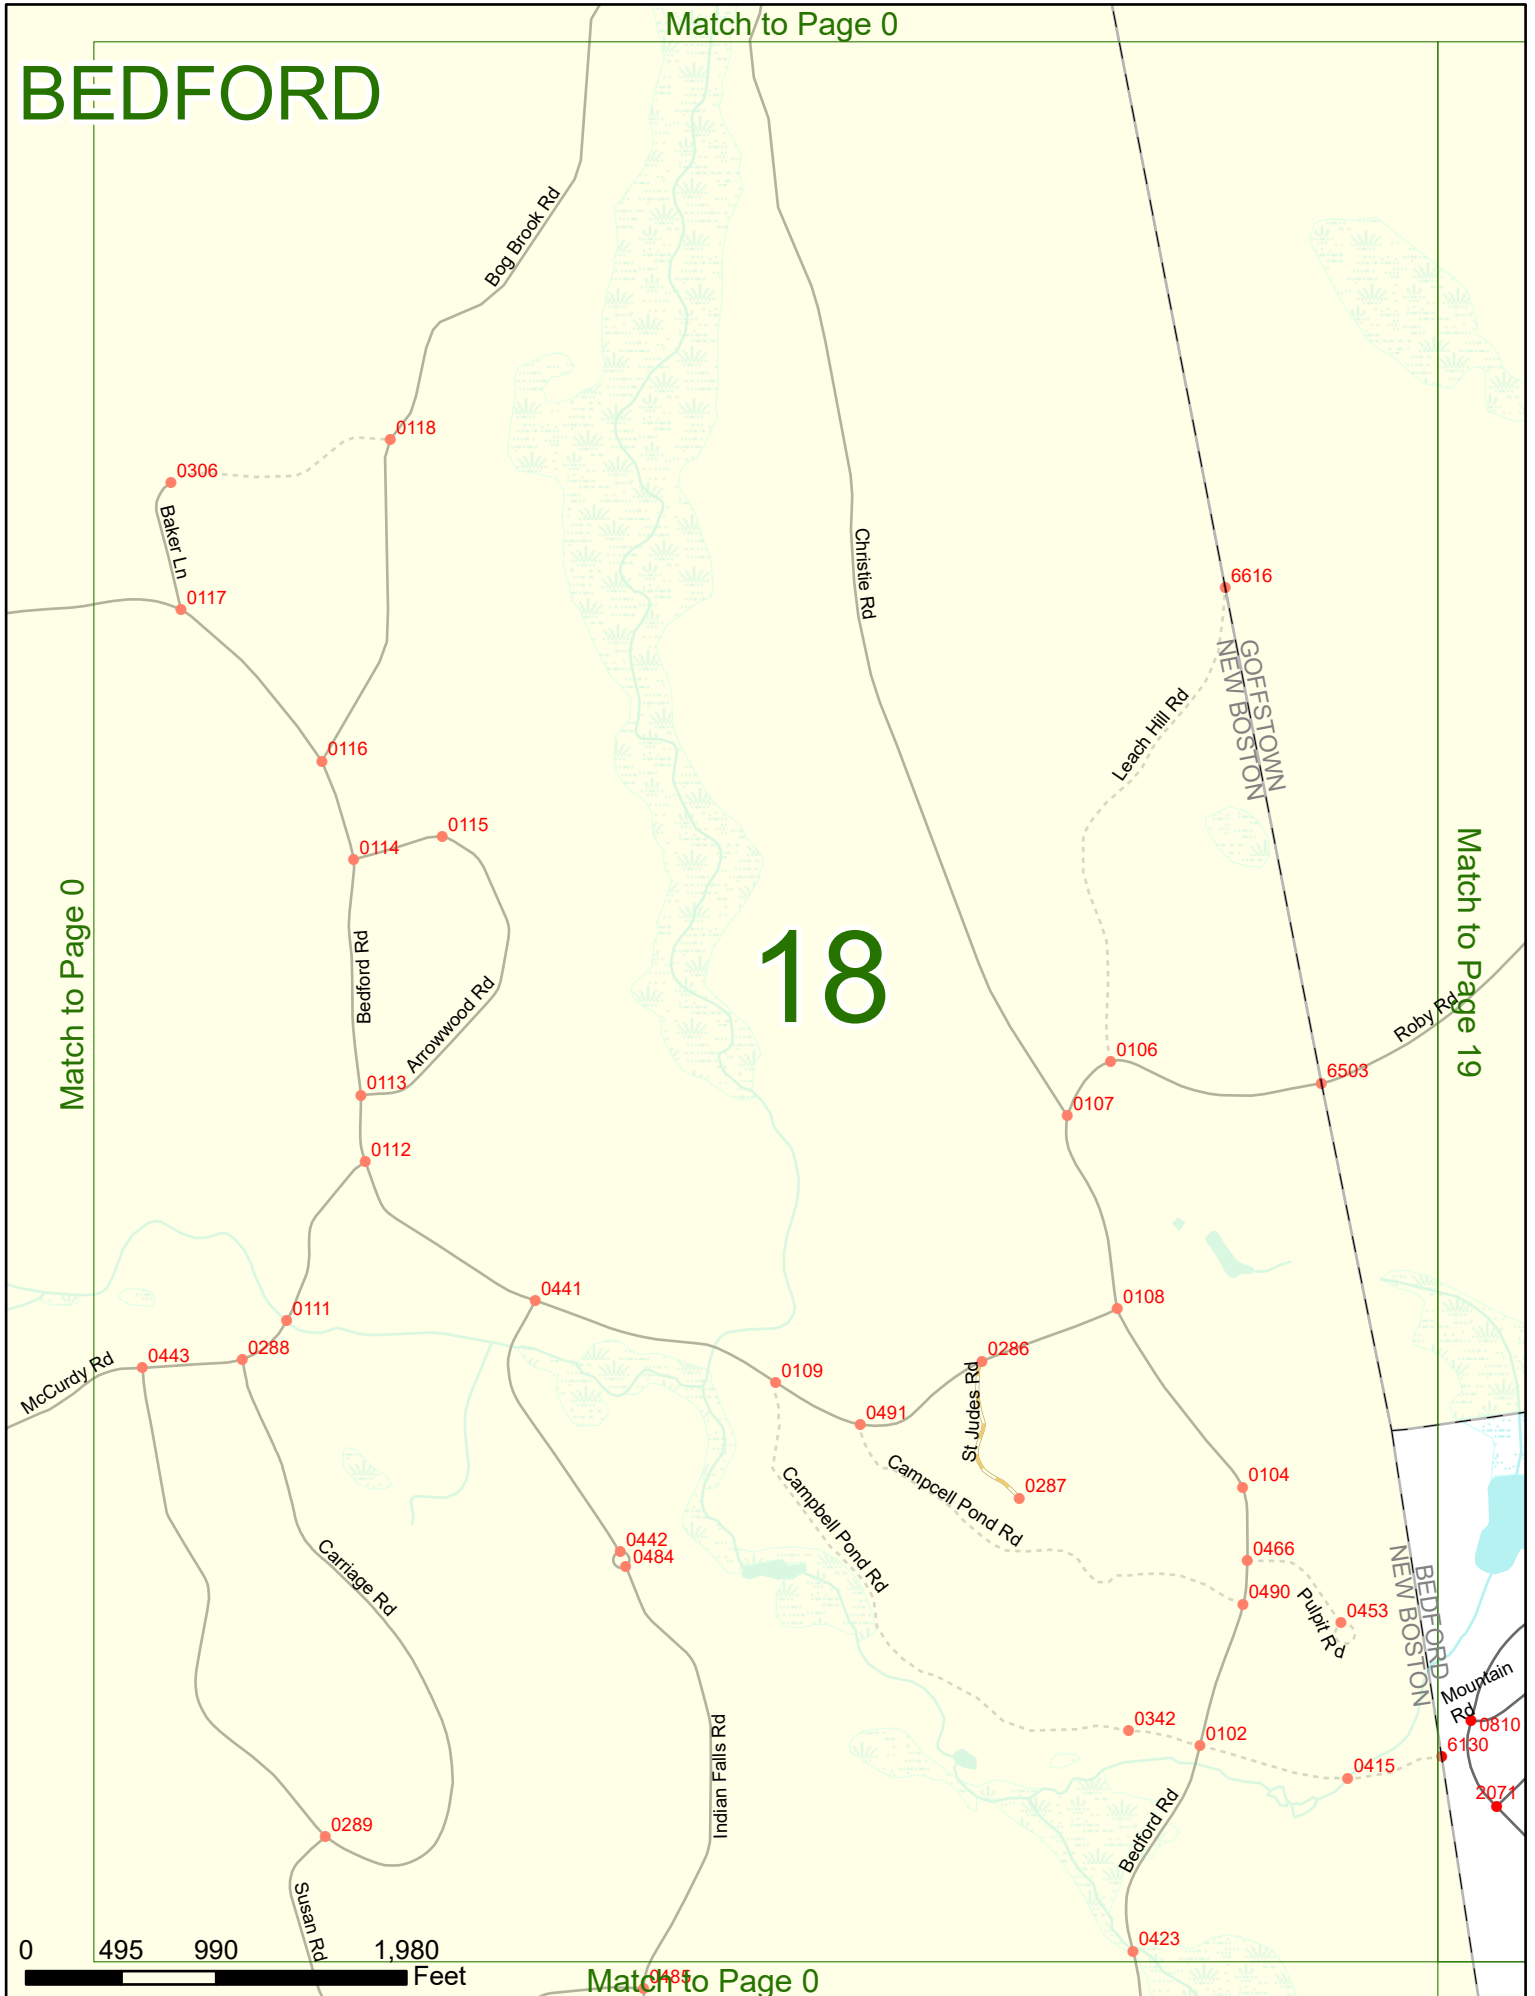 Match to Page 0
BEDFORD
Bog Brook Rd
0118
0306
Baker Ln
0117
Christie Rd
6616
GOFFSTOWN
NEW BOSTON
Leach Hill Rd
0116
0115
0114
Match to Page 0
18
Match to Page 19
Bedford Rd
Arrowwood Rd
Roby Rd
0106
6503
0113
0107
0112
0441
0108
0111
0288
0443
McCurdy Rd
0286
0109
St Judes Rd
0491
Campcell Pond Rd
0287
Campbell Pond Rd
0104
0442
0484
Carriage Rd
0466
0490
Pulpit Rd
0453
BEDFORD
NEW BOSTON
Mountain
Rd
0810
6130
0342
0102
0415
2071
Indian Falls Rd
Bedford Rd
0289
Susan Rd
0423
0 495 990 1,980
Feet
0485
Match to Page 0